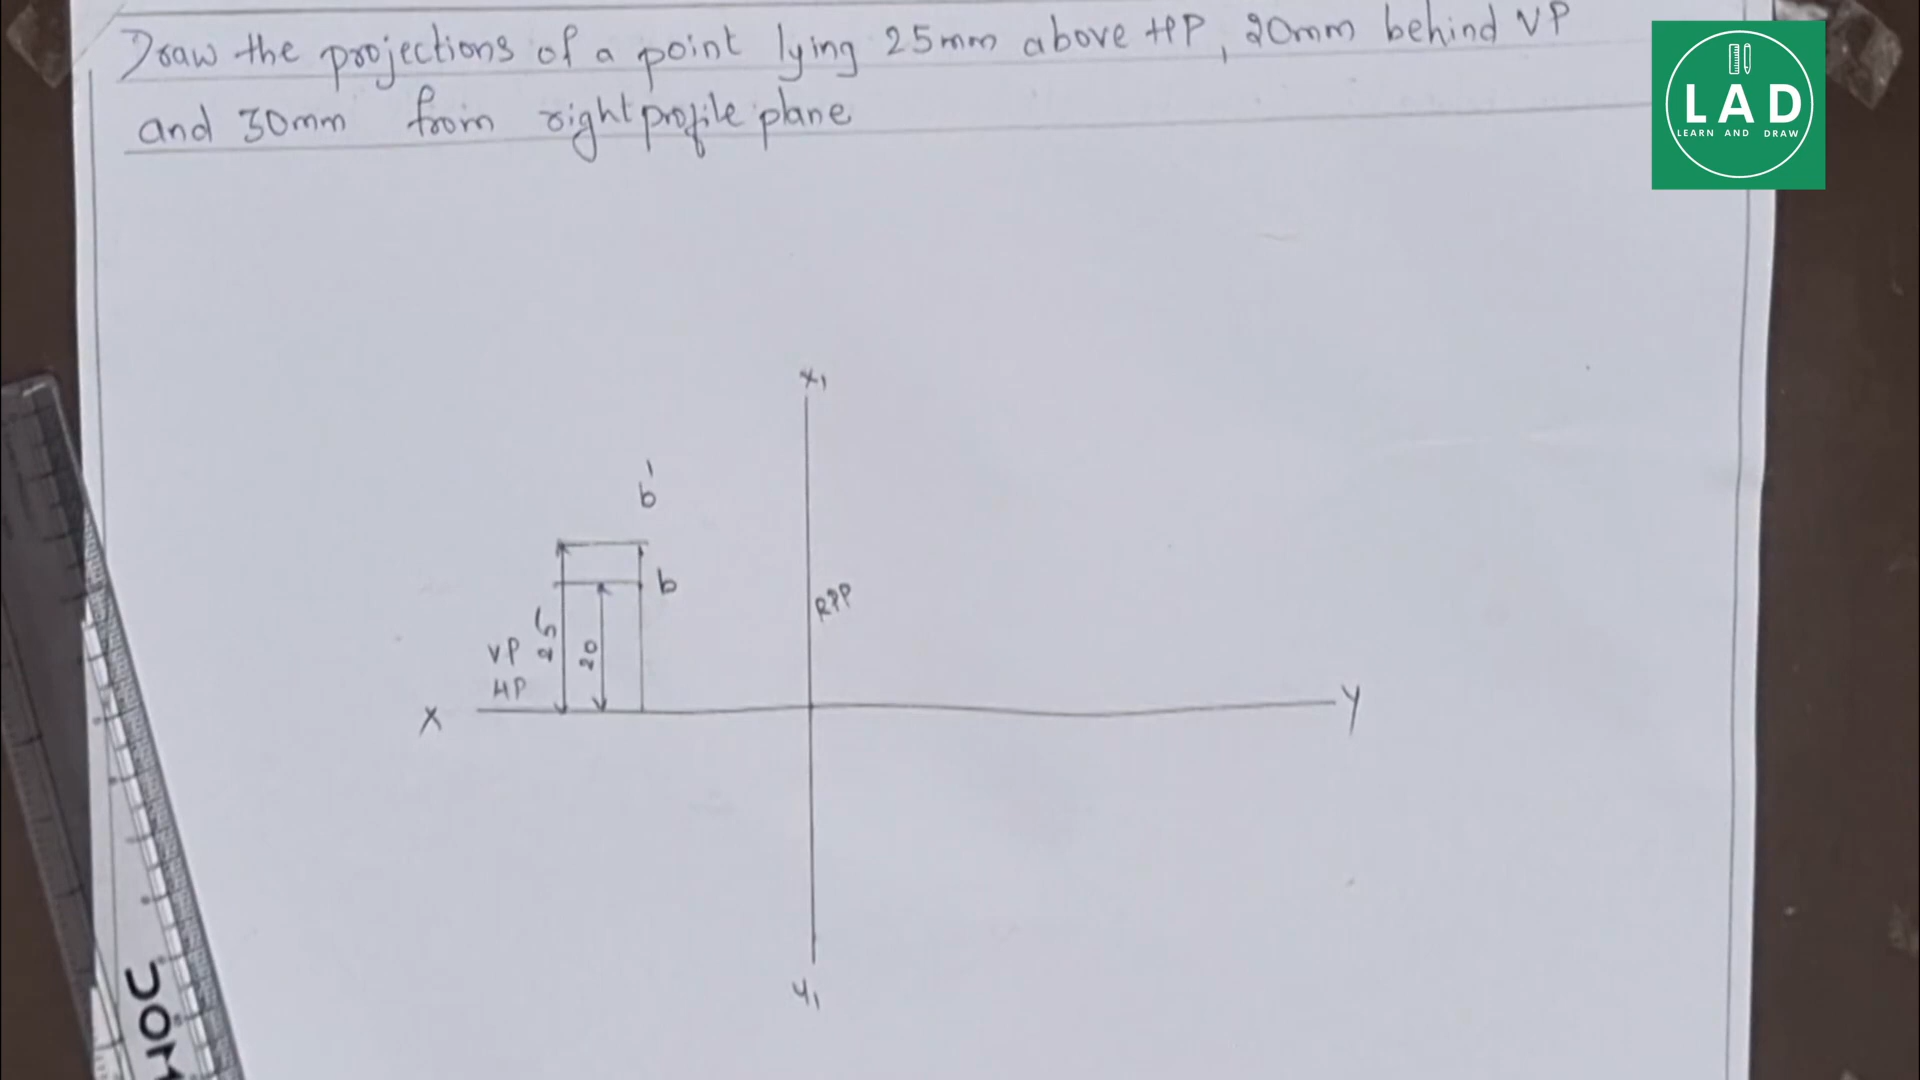 Draw the projections of a point lying 25mm above HP, 20mm behind VP
and 30mm from right profile plane
LAD
LEARN AND DRAW
X1
b'
b
RPP
25
20
VP
HP
X
Y
Y1